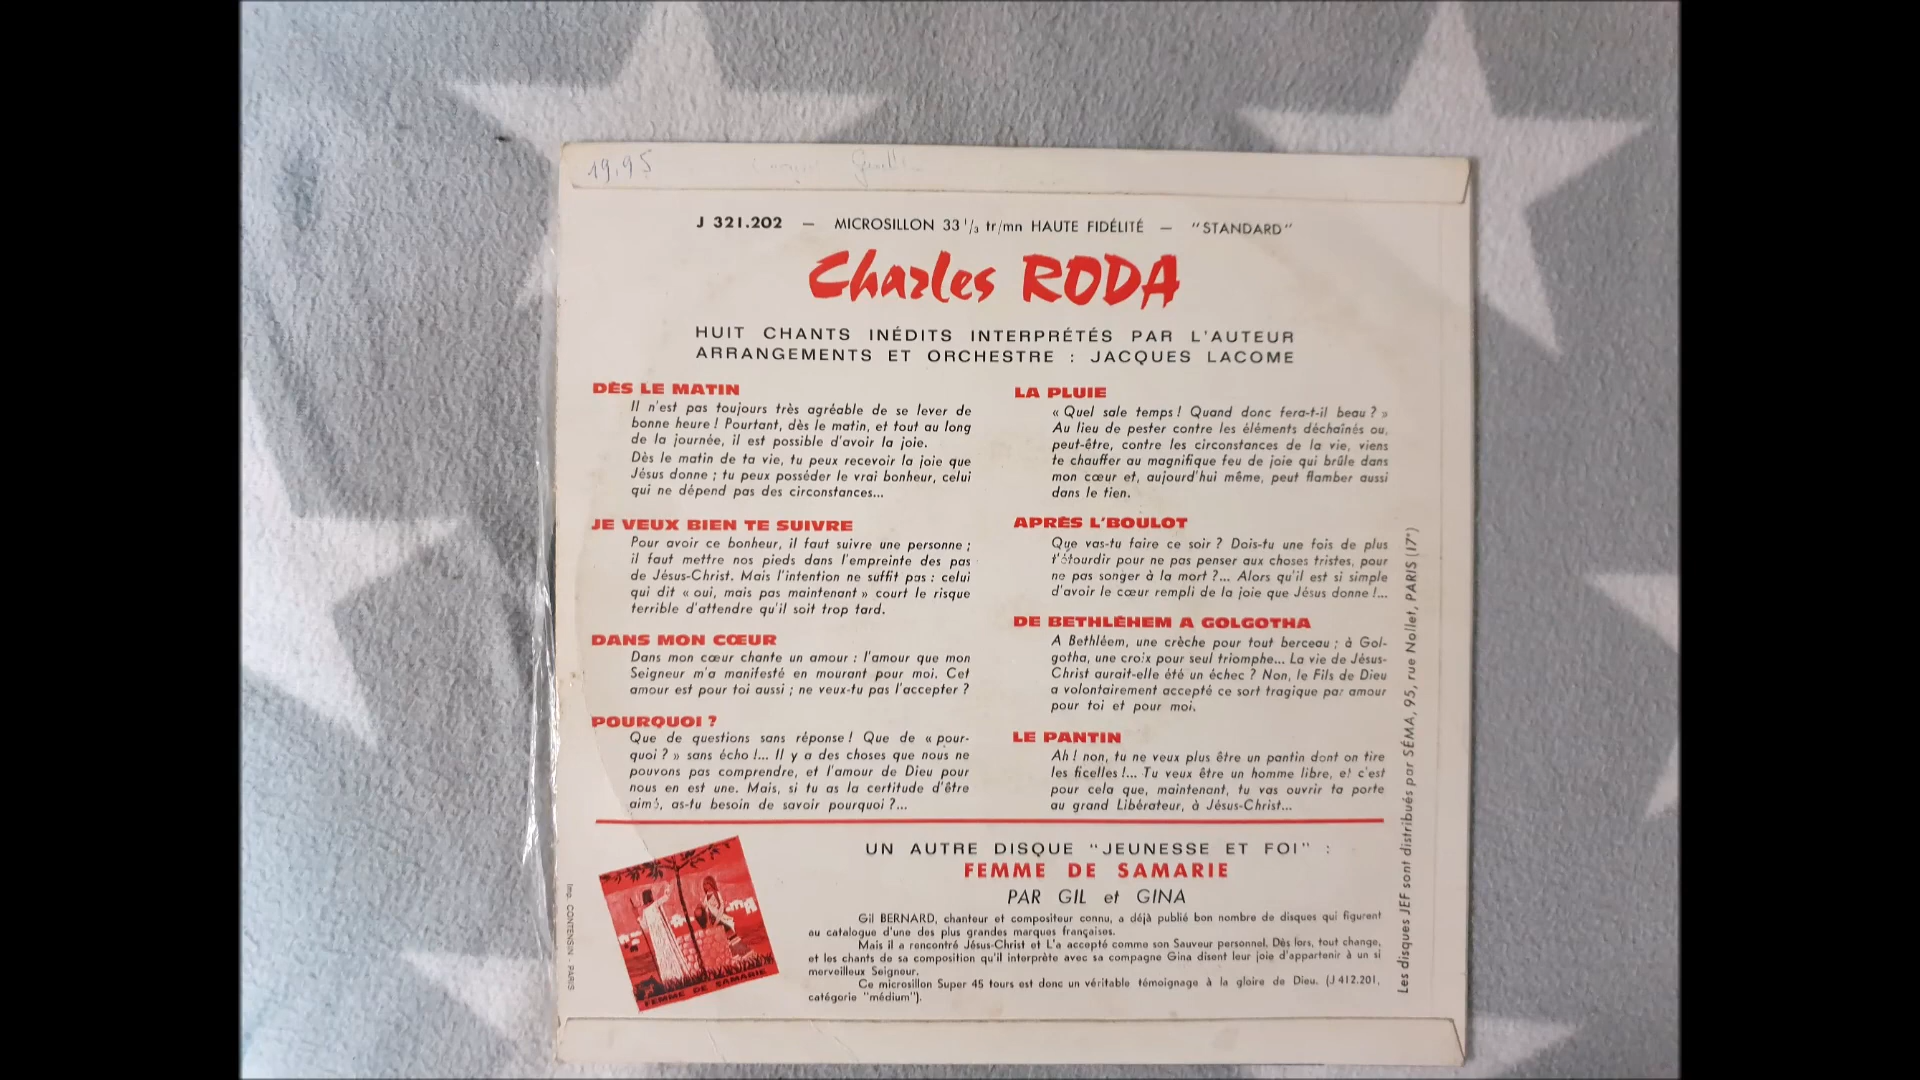 19,95
J 321.202 — MICROSILLON 33 1/3 tr/mn HAUTE FIDÉLITÉ — "STANDARD"
Charles RODA
HUIT CHANTS INÉDITS INTERPRÉTÉS PAR L'AUTEUR
ARRANGEMENTS ET ORCHESTRE : JACQUES LACOME
DÈS LE MATIN
Il n'est pas toujours très agréable de se lever de
bonne heure ! Pourtant, dès le matin, et tout au long
de la journée, il est possible d'avoir la joie.
Dès le matin de ta vie, tu peux recevoir la joie que
Jésus donne ; tu peux posséder le vrai bonheur, celui
qui ne dépend pas des circonstances...
JE VEUX BIEN TE SUIVRE
Pour avoir ce bonheur, il faut suivre une personne ;
il faut mettre nos pieds dans l'empreinte des pas
de Jésus-Christ. Mais l'intention ne suffit pas : celui
qui dit « oui, mais pas maintenant » court le risque
terrible d'attendre qu'il soit trop tard.
DANS MON CŒUR
Dans mon cœur chante un amour : l'amour que mon
Seigneur m'a manifesté en mourant pour moi. Cet
amour est pour toi aussi ; ne veux-tu pas l'accepter ?
POURQUOI ?
Que de questions sans réponse ! Que de « pour-
quoi ? » sans écho !... Il y a des choses que nous ne
pouvons pas comprendre, et l'amour de Dieu pour
nous en est une. Mais, si tu as la certitude d'être
aimé, as-tu besoin de savoir pourquoi ?...
LA PLUIE
« Quel sale temps ! Quand donc fera-t-il beau ? »
Au lieu de pester contre les éléments déchaînés ou,
peut-être, contre les circonstances de la vie, viens
te chauffer au magnifique feu de joie qui brûle dans
mon cœur et, aujourd'hui même, peut flamber aussi
dans le tien.
APRÈS L'BOULOT
Que vas-tu faire ce soir ? Dois-tu une fois de plus
t'étourdir pour ne pas penser aux choses tristes, pour
ne pas songer à la mort ?... Alors qu'il est si simple
d'avoir le cœur rempli de la joie que Jésus donne !...
DE BETHLÉHEM A GOLGOTHA
A Bethléem, une crèche pour tout berceau ; à Gol-
gotha, une croix pour seul triomphe... La vie de Jésus-
Christ aurait-elle été un échec ? Non, le Fils de Dieu
a volontairement accepté ce sort tragique par amour
pour toi et pour moi.
LE PANTIN
Ah ! non, tu ne veux plus être un pantin dont on tire
les ficelles !... Tu veux être un homme libre, et c'est
pour cela que, maintenant, tu vas ouvrir ta porte
au grand Libérateur, à Jésus-Christ...
Les disques JEF sont distribués par SÉMA, 95, rue Nollet, PARIS (17e)
Imp. CONTENSIN - PARIS
FEMME DE SAMARIE
UN AUTRE DISQUE "JEUNESSE ET FOI" :
FEMME DE SAMARIE
PAR GIL et GINA
Gil BERNARD, chanteur et compositeur connu, a déjà publié bon nombre de disques qui figurent
au catalogue d'une des plus grandes marques françaises.
Mais il a rencontré Jésus-Christ et L'a accepté comme son Sauveur personnel. Dès lors, tout change,
et les chants de sa composition qu'il interprète avec sa compagne Gina disent leur joie d'appartenir à un si
merveilleux Seigneur.
Ce microsillon Super 45 tours est donc un véritable témoignage à la gloire de Dieu. (J 412.201,
catégorie "médium").